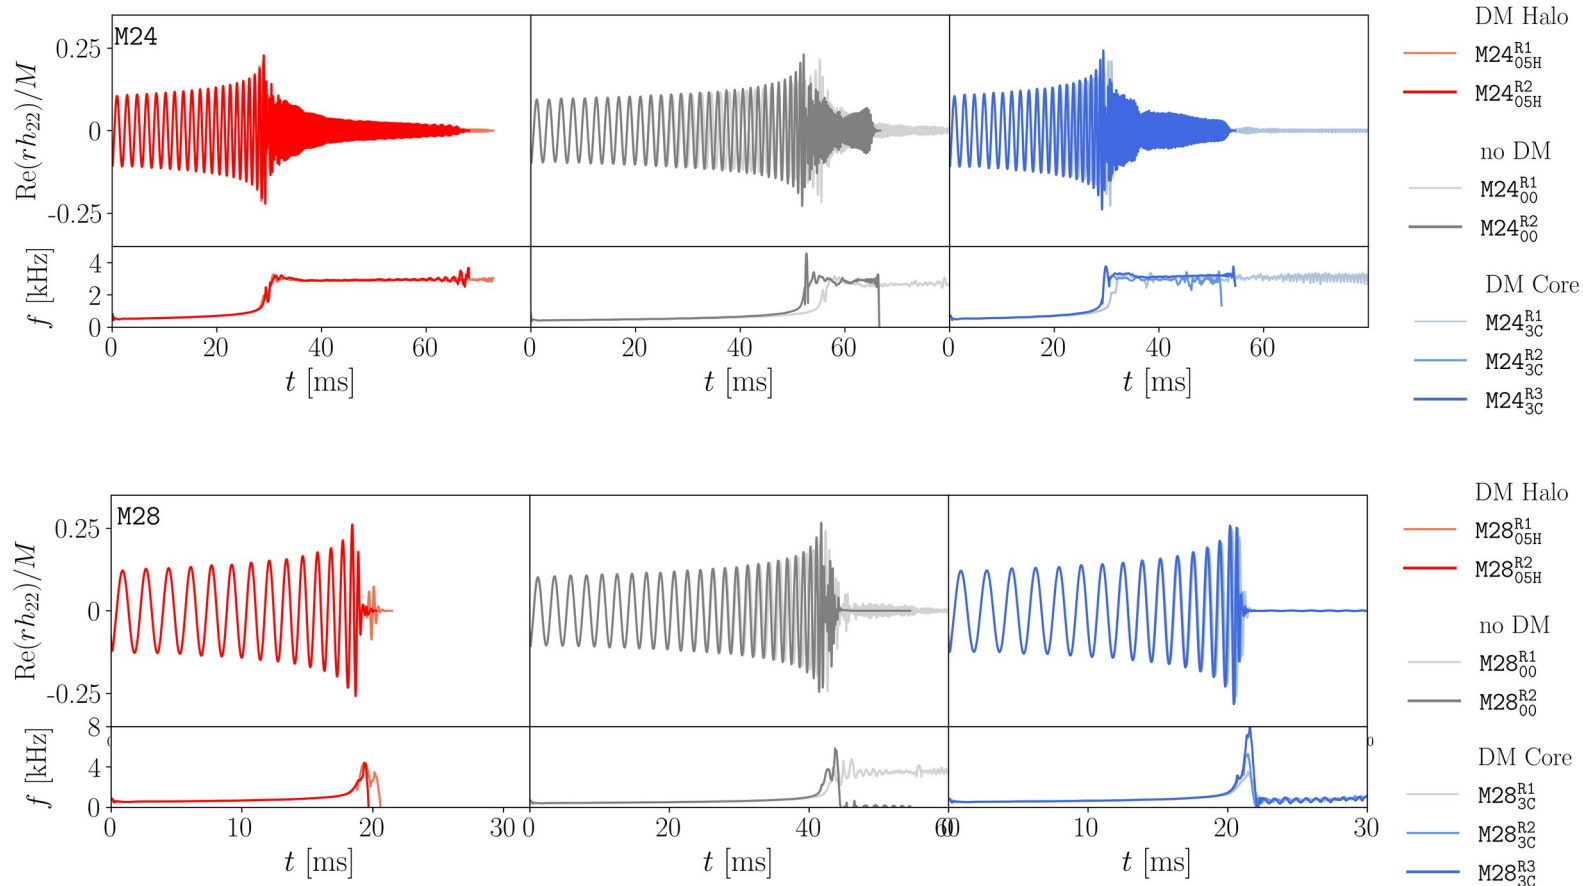 M24
Re(rh₂₂)/M
0.25
0
-0.25
f [kHz]
4
2
0
0 20 40 60
0 20 40 60
0 20 40 60
t [ms]
t [ms]
t [ms]
DM Halo
M24^R1_05H
M24^R2_05H
no DM
M24^R1_00
M24^R2_00
DM Core
M24^R1_3C
M24^R2_3C
M24^R3_3C
M28
Re(rh₂₂)/M
0.25
0
-0.25
f [kHz]
8
4
0
0
0 10 20 30
0 20 40 60
0 10 20 30
t [ms]
t [ms]
t [ms]
DM Halo
M28^R1_05H
M28^R2_05H
no DM
M28^R1_00
M28^R2_00
DM Core
M28^R1_3C
M28^R2_3C
M28^R3_3C